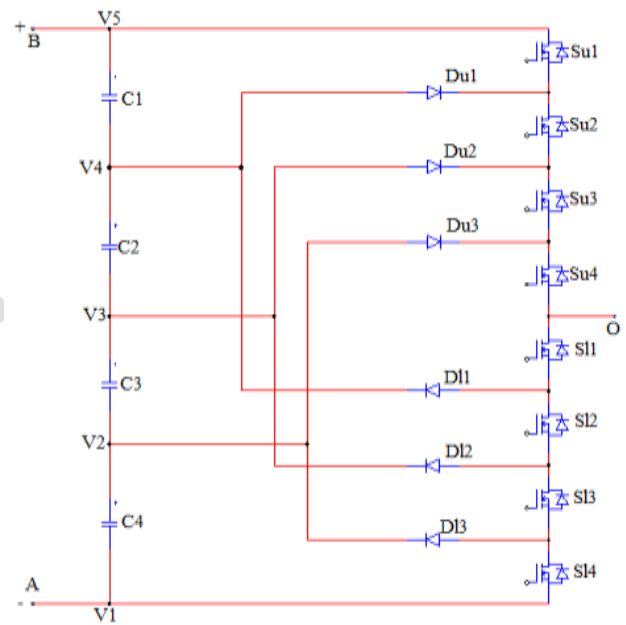 V5
+
B
Su1
Du1
C1
Su2
Du2
V4
Su3
Du3
C2
Su4
V3
O
Sl1
Dl1
C3
Sl2
V2
Dl2
Sl3
Dl3
C4
Sl4
A
-
V1